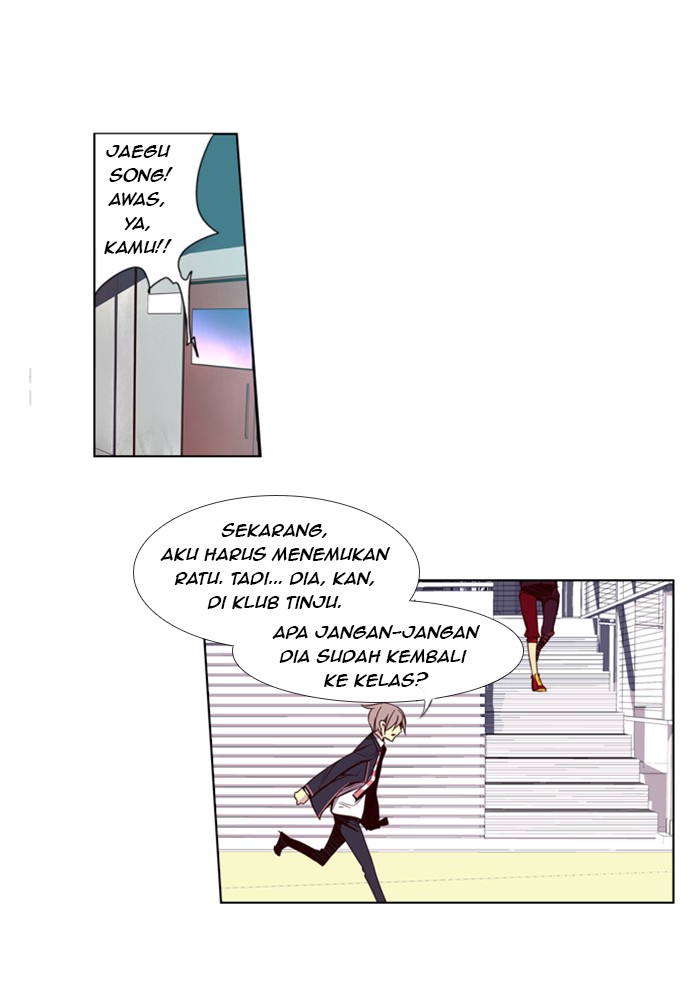 JAEGU
SONG!
AWAS,
YA,
KAMU!!
SEKARANG,
AKU HARUS MENEMUKAN
RATU. TADI... DIA, KAN,
DI KLUB TINJU.
APA JANGAN-JANGAN
DIA SUDAH KEMBALI
KE KELAS?